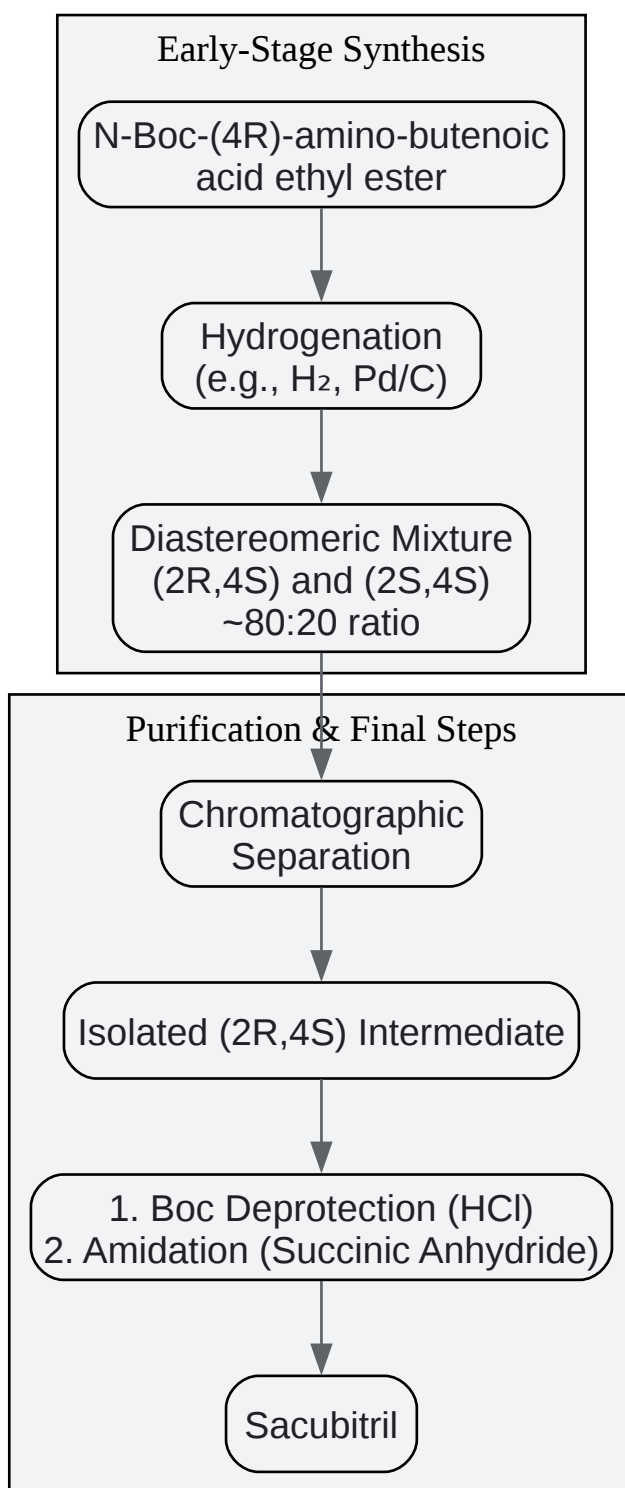 Early-Stage Synthesis
N-Boc-(4R)-amino-butenoic
acid ethyl ester
Hydrogenation
(e.g., H₂, Pd/C)
Diastereomeric Mixture
(2R,4S) and (2S,4S)
~80:20 ratio
Purification & Final Steps
Chromatographic
Separation
Isolated (2R,4S) Intermediate
1. Boc Deprotection (HCl)
2. Amidation (Succinic Anhydride)
Sacubitril